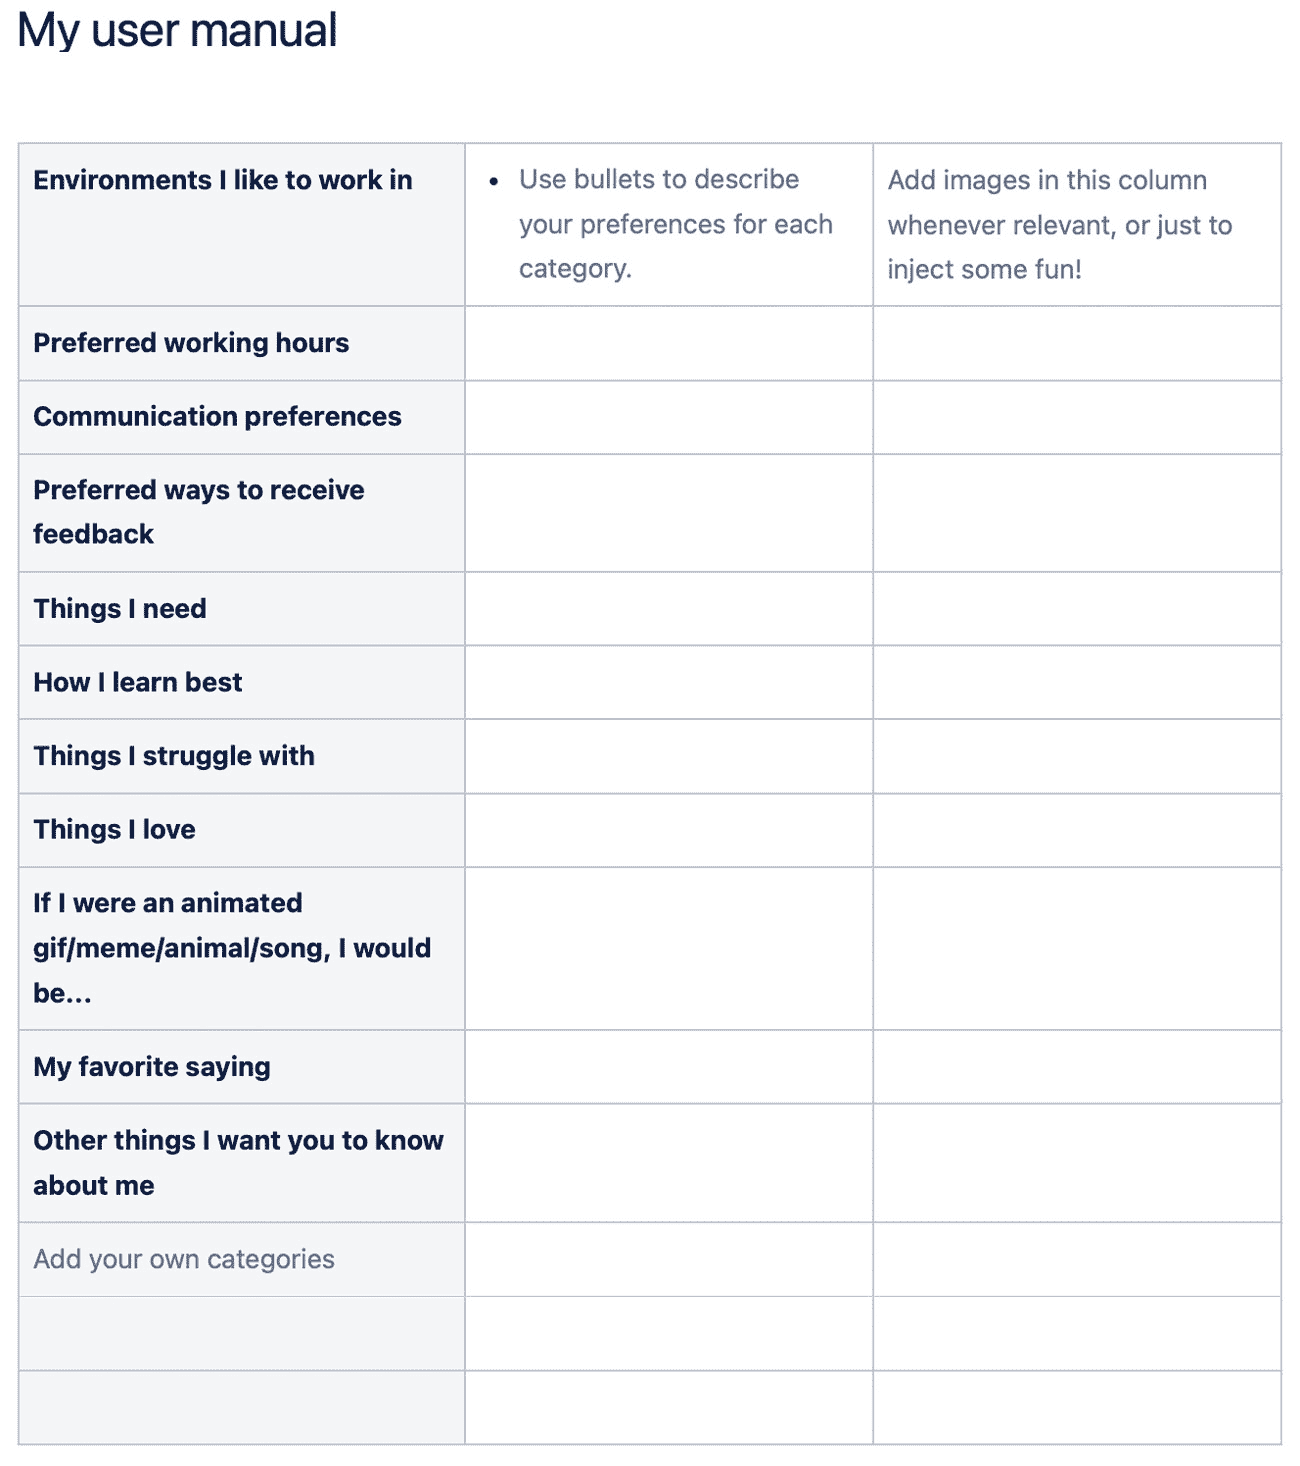 My user manual
Environments I like to work in
• Use bullets to describe
your preferences for each
category.
Add images in this column
whenever relevant, or just to
inject some fun!
Preferred working hours
Communication preferences
Preferred ways to receive
feedback
Things I need
How I learn best
Things I struggle with
Things I love
If I were an animated
gif/meme/animal/song, I would
be...
My favorite saying
Other things I want you to know
about me
Add your own categories